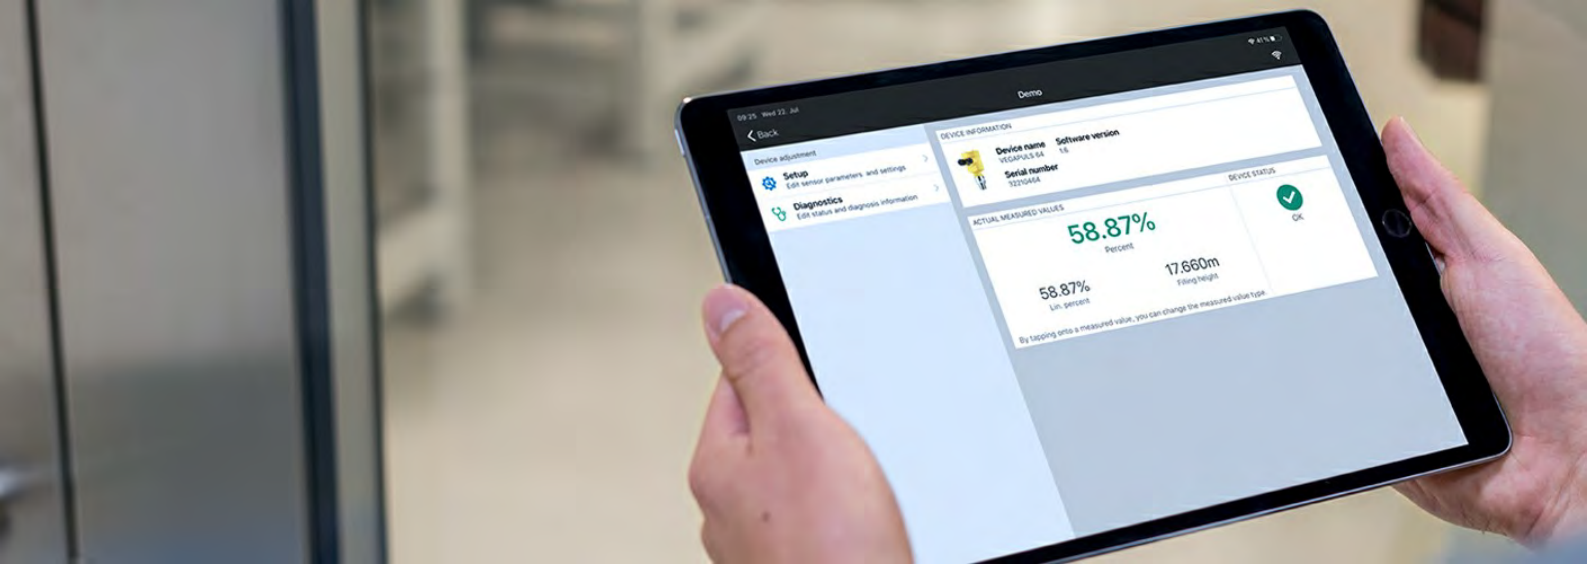 09:25 Wed 22. Jul
41 %
Back
Demo
Device adjustment
Setup
Edit sensor parameters and settings
Diagnostics
Edit status and diagnosis information
DEVICE INFORMATION
Device name
VEGAPULS 64
Software version
1.6
Serial number
32210464
ACTUAL MEASURED VALUES
58.87%
Percent
58.87%
Lin. percent
17.660m
Filling height
By tapping onto a measured value, you can change the measured value type.
DEVICE STATUS
OK